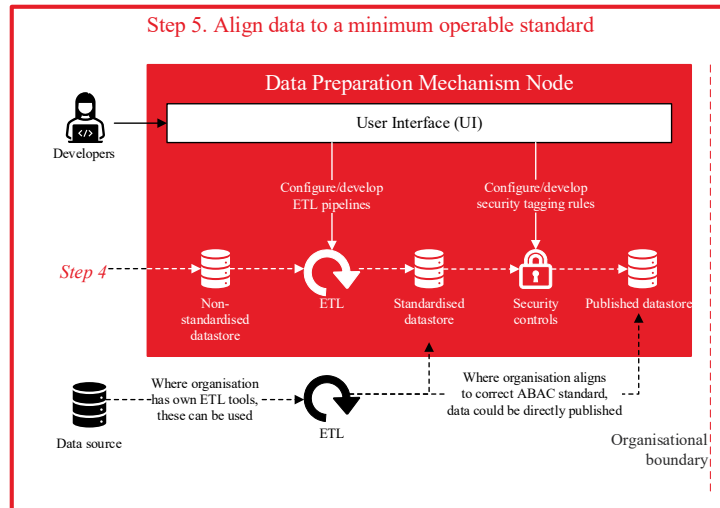 Step 5. Align data to a minimum operable standard
Data Preparation Mechanism Node
User Interface (UI)
Developers
</>
Configure/develop
ETL pipelines
Configure/develop
security tagging rules
Step 4
Non-
standardised
datastore
ETL
Standardised
datastore
Security
controls
Published datastore
Data source
Where organisation
has own ETL tools,
these can be used
ETL
Where organisation aligns
to correct ABAC standard,
data could be directly published
Organisational
boundary